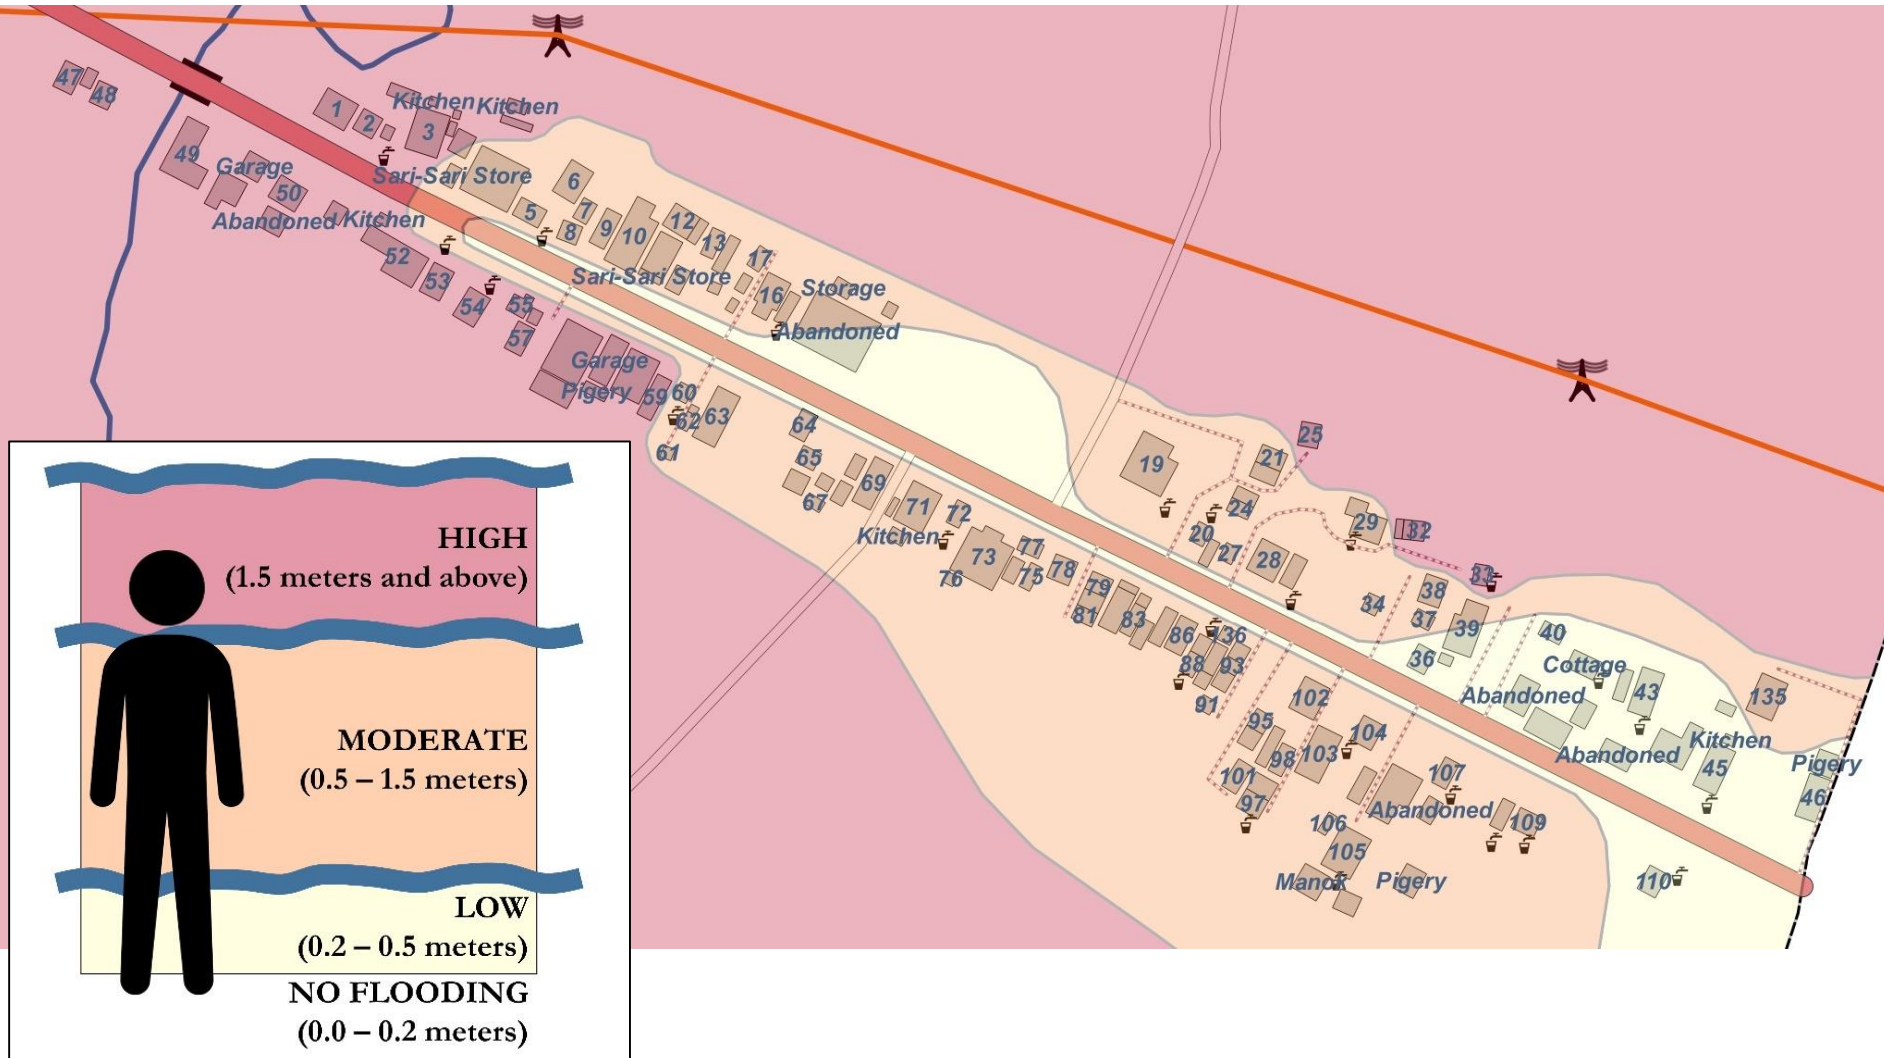 47
48
1
2
Kitchen
Kitchen
3
49
Garage
50
Sari-Sari Store
Abandoned
Kitchen
5
6
7
8
9
10
12
13
17
52
53
54
55
57
Sari-Sari Store
16
Storage
Abandoned
Garage
Pigery
59
60
62
63
61
64
65
67
69
71
72
Kitchen
73
76
77
75
78
79
81
83
86
136
88
93
91
19
21
25
24
20
27
28
29
32
33
34
38
37
39
36
40
Cottage
43
Abandoned
Abandoned
Kitchen
45
135
Pigery
46
95
102
98
103
104
101
97
107
Abandoned
106
109
105
Manok
Pigery
110
HIGH
(1.5 meters and above)
MODERATE
(0.5 – 1.5 meters)
LOW
(0.2 – 0.5 meters)
NO FLOODING
(0.0 – 0.2 meters)